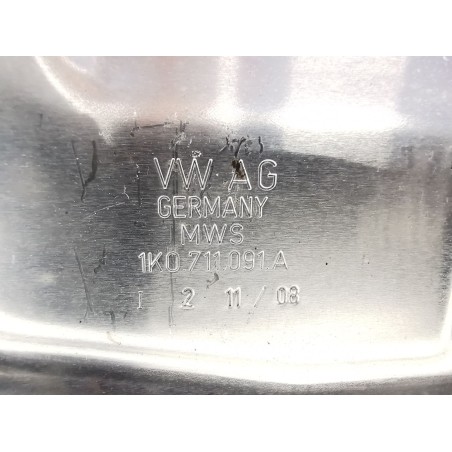 VW AG
GERMANY
MWS
1K0.711.091 A
I 2 11/08